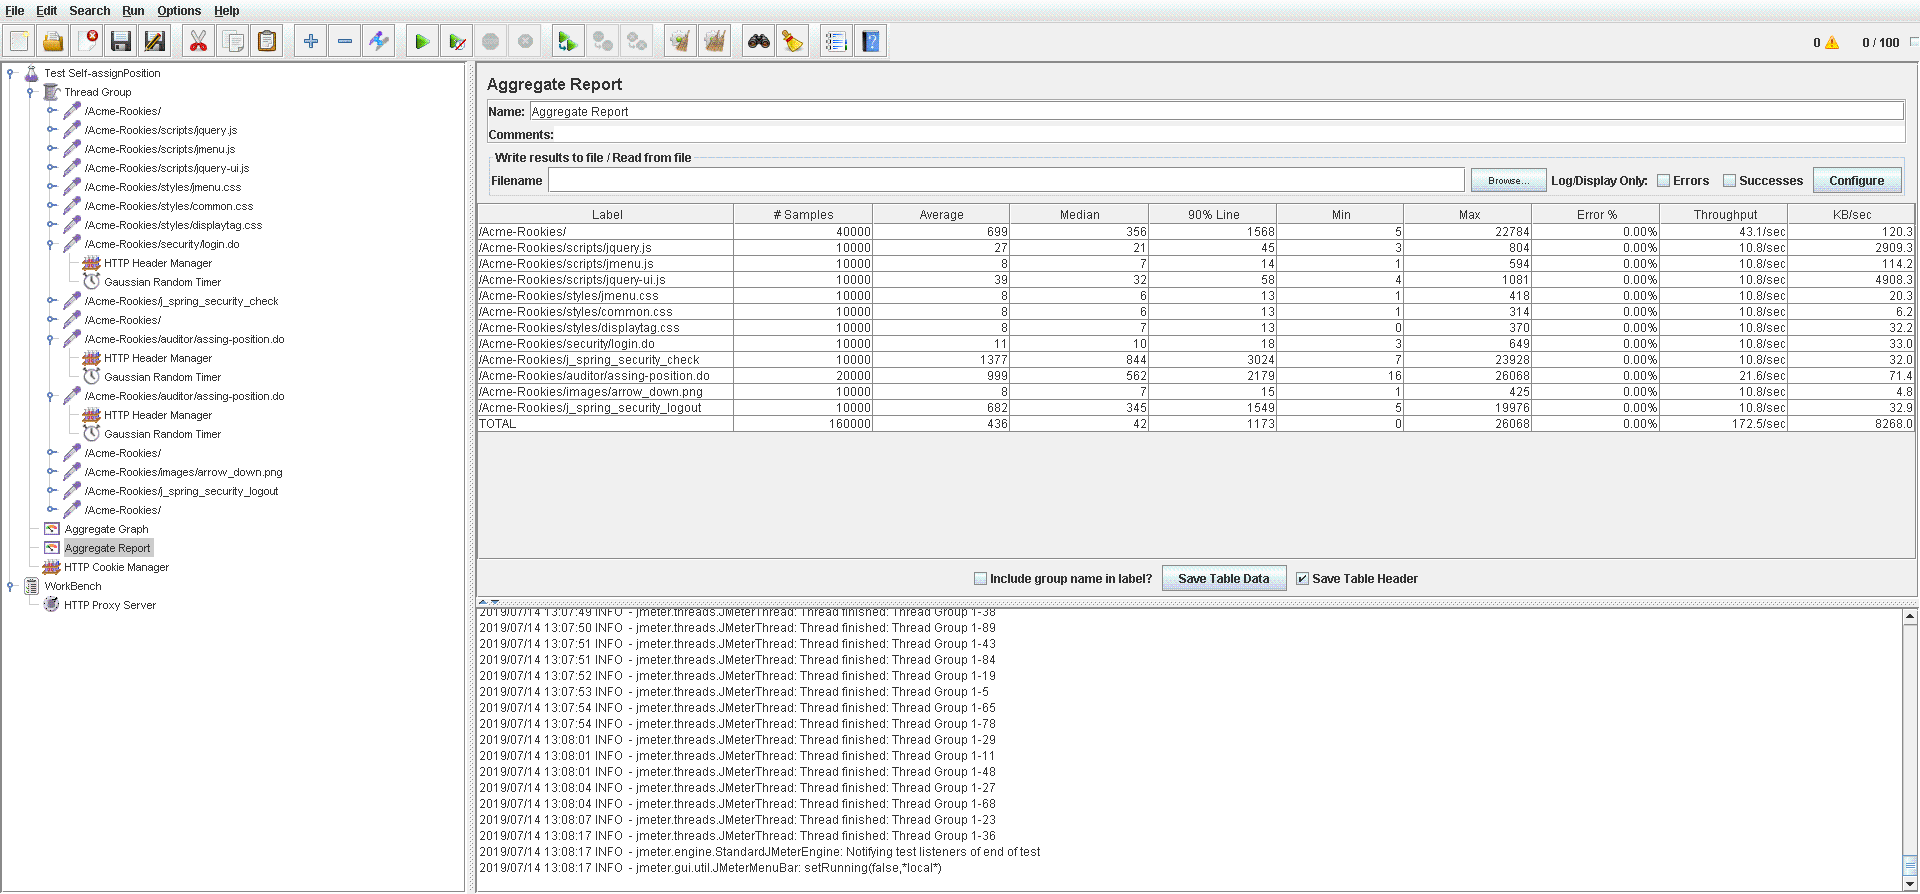 File Edit Search Run Options Help
0 0 / 100
Test Self-assignPosition
Thread Group
/Acme-Rookies/
/Acme-Rookies/scripts/jquery.js
/Acme-Rookies/scripts/jmenu.js
/Acme-Rookies/scripts/jquery-ui.js
/Acme-Rookies/styles/jmenu.css
/Acme-Rookies/styles/common.css
/Acme-Rookies/styles/displaytag.css
/Acme-Rookies/security/login.do
HTTP Header Manager
Gaussian Random Timer
/Acme-Rookies/j_spring_security_check
/Acme-Rookies/
/Acme-Rookies/auditor/assing-position.do
HTTP Header Manager
Gaussian Random Timer
/Acme-Rookies/auditor/assing-position.do
HTTP Header Manager
Gaussian Random Timer
/Acme-Rookies/
/Acme-Rookies/images/arrow_down.png
/Acme-Rookies/j_spring_security_logout
/Acme-Rookies/
Aggregate Graph
Aggregate Report
HTTP Cookie Manager
WorkBench
HTTP Proxy Server
Aggregate Report
Name: Aggregate Report
Comments:
Write results to file / Read from file
Filename Browse... Log/Display Only: Errors Successes Configure
Label # Samples Average Median 90% Line Min Max Error % Throughput KB/sec
/Acme-Rookies/ 40000 699 356 1568 5 22784 0.00% 43.1/sec 120.3
/Acme-Rookies/scripts/jquery.js 10000 27 21 45 3 804 0.00% 10.8/sec 2909.3
/Acme-Rookies/scripts/jmenu.js 10000 8 7 14 1 594 0.00% 10.8/sec 114.2
/Acme-Rookies/scripts/jquery-ui.js 10000 39 32 58 4 1081 0.00% 10.8/sec 4908.3
/Acme-Rookies/styles/jmenu.css 10000 8 6 13 1 418 0.00% 10.8/sec 20.3
/Acme-Rookies/styles/common.css 10000 8 6 13 1 314 0.00% 10.8/sec 6.2
/Acme-Rookies/styles/displaytag.css 10000 8 7 13 0 370 0.00% 10.8/sec 32.2
/Acme-Rookies/security/login.do 10000 11 10 18 3 649 0.00% 10.8/sec 33.0
/Acme-Rookies/j_spring_security_check 10000 1377 844 3024 7 23928 0.00% 10.8/sec 32.0
/Acme-Rookies/auditor/assing-position.do 20000 999 562 2179 16 26068 0.00% 21.6/sec 71.4
/Acme-Rookies/images/arrow_down.png 10000 8 7 15 1 425 0.00% 10.8/sec 4.8
/Acme-Rookies/j_spring_security_logout 10000 682 345 1549 5 19976 0.00% 10.8/sec 32.9
TOTAL 160000 436 42 1173 0 26068 0.00% 172.5/sec 8268.0
Include group name in label? Save Table Data Save Table Header
2019/07/14 13:07:49 INFO - jmeter.threads.JMeterThread: Thread finished: Thread Group 1-38
2019/07/14 13:07:50 INFO - jmeter.threads.JMeterThread: Thread finished: Thread Group 1-89
2019/07/14 13:07:51 INFO - jmeter.threads.JMeterThread: Thread finished: Thread Group 1-43
2019/07/14 13:07:51 INFO - jmeter.threads.JMeterThread: Thread finished: Thread Group 1-84
2019/07/14 13:07:52 INFO - jmeter.threads.JMeterThread: Thread finished: Thread Group 1-19
2019/07/14 13:07:53 INFO - jmeter.threads.JMeterThread: Thread finished: Thread Group 1-5
2019/07/14 13:07:54 INFO - jmeter.threads.JMeterThread: Thread finished: Thread Group 1-65
2019/07/14 13:07:54 INFO - jmeter.threads.JMeterThread: Thread finished: Thread Group 1-78
2019/07/14 13:08:01 INFO - jmeter.threads.JMeterThread: Thread finished: Thread Group 1-29
2019/07/14 13:08:01 INFO - jmeter.threads.JMeterThread: Thread finished: Thread Group 1-11
2019/07/14 13:08:01 INFO - jmeter.threads.JMeterThread: Thread finished: Thread Group 1-48
2019/07/14 13:08:04 INFO - jmeter.threads.JMeterThread: Thread finished: Thread Group 1-27
2019/07/14 13:08:04 INFO - jmeter.threads.JMeterThread: Thread finished: Thread Group 1-68
2019/07/14 13:08:07 INFO - jmeter.threads.JMeterThread: Thread finished: Thread Group 1-23
2019/07/14 13:08:17 INFO - jmeter.threads.JMeterThread: Thread finished: Thread Group 1-36
2019/07/14 13:08:17 INFO - jmeter.engine.StandardJMeterEngine: Notifying test listeners of end of test
2019/07/14 13:08:17 INFO - jmeter.gui.util.JMeterMenuBar: setRunning(false,*local*)